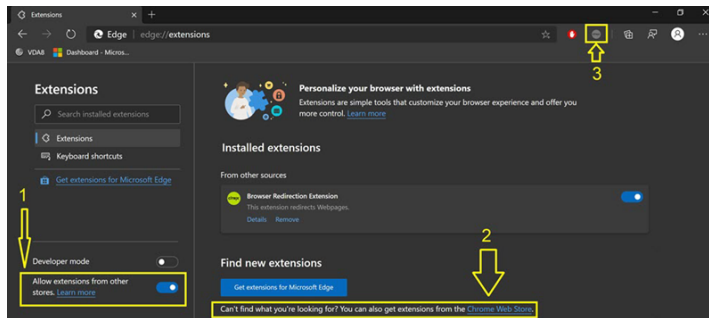 Extensions
Edge | edge://extensions
VDA8
Dashboard - Micros...
3
Extensions
Search installed extensions
Extensions
Keyboard shortcuts
Get extensions for Microsoft Edge
1
Developer mode
Allow extensions from other
stores. Learn more
Personalize your browser with extensions
Extensions are simple tools that customize your browser experience and offer you
more control. Learn more
Installed extensions
From other sources
Browser Redirection Extension
This extension redirects Webpages.
Details Remove
2
Find new extensions
Get extensions for Microsoft Edge
Can't find what you're looking for? You can also get extensions from the Chrome Web Store.